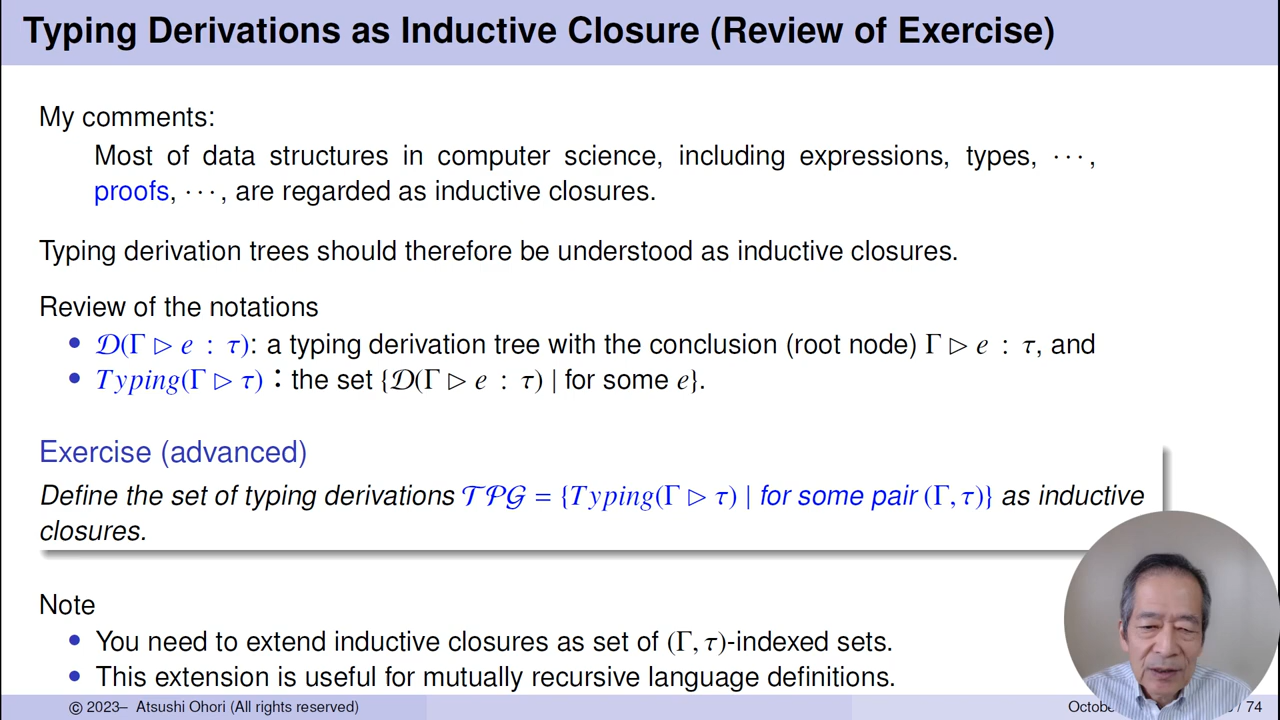 Typing Derivations as Inductive Closure (Review of Exercise)
My comments:
Most of data structures in computer science, including expressions, types, ⋯,
proofs, ⋯, are regarded as inductive closures.
Typing derivation trees should therefore be understood as inductive closures.
Review of the notations
• 𝒟(Γ ▷ e : τ): a typing derivation tree with the conclusion (root node) Γ ▷ e : τ, and
• Typing(Γ ▷ τ)：the set {𝒟(Γ ▷ e : τ) | for some e}.
Exercise (advanced)
Define the set of typing derivations 𝒯𝒫𝒢 = {Typing(Γ ▷ τ) | for some pair (Γ, τ)} as inductive
closures.
Note
• You need to extend inductive closures as set of (Γ, τ)-indexed sets.
• This extension is useful for mutually recursive language definitions.
© 2023– Atsushi Ohori (All rights reserved)
/ 74